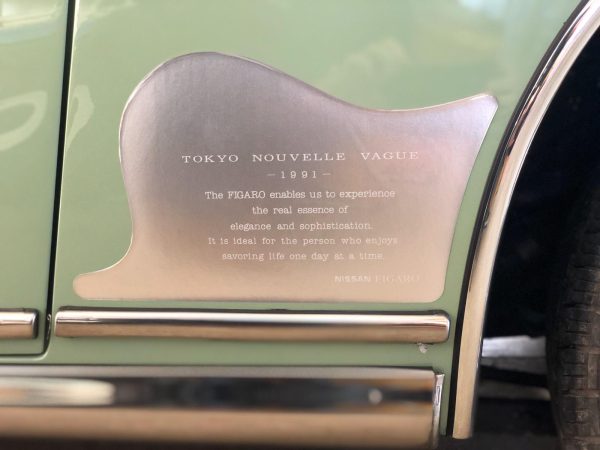 TOKYO NOUVELLE VAGUE
- 1991 -
The FIGARO enables us to experience
the real essence of
elegance and sophistication.
It is ideal for the person who enjoys
savoring life one day at a time.
NISSAN FIGARO